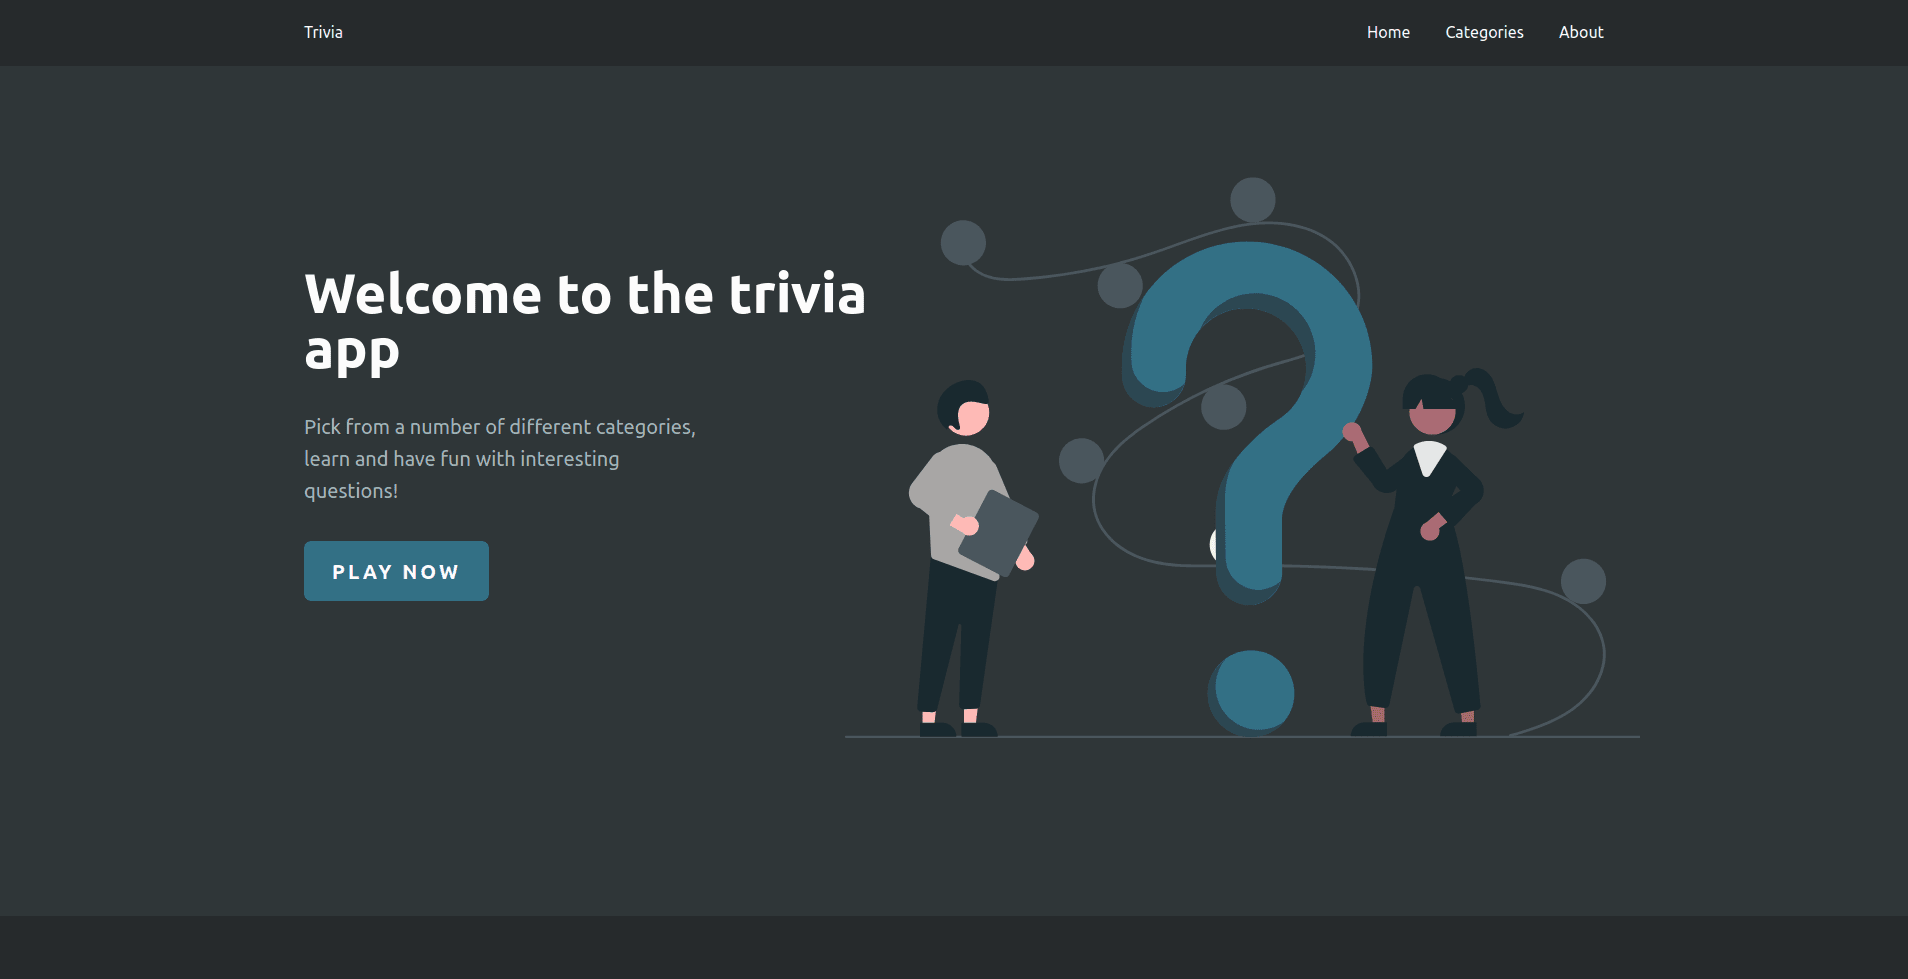 Trivia
Home Categories About
Welcome to the trivia
app
Pick from a number of different categories,
learn and have fun with interesting
questions!
PLAY NOW